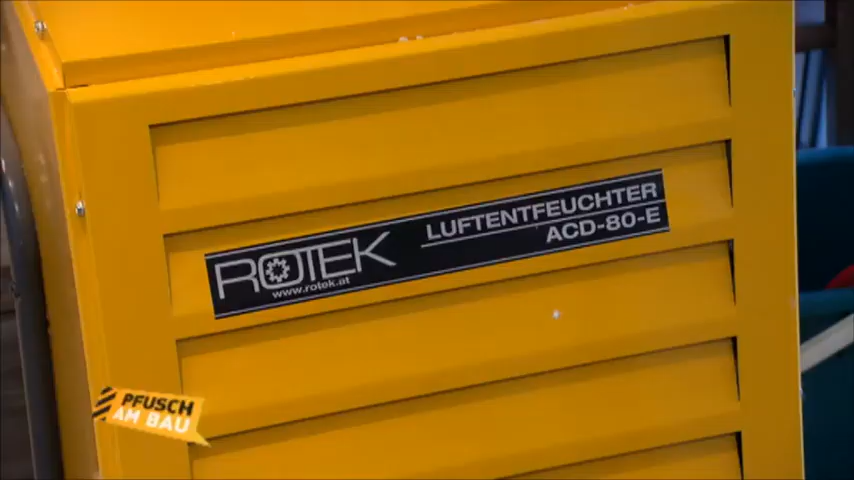 ROTEK
www.rotek.at
LUFTENTFEUCHTER
ACD-80-E
PFUSCH
AM BAU